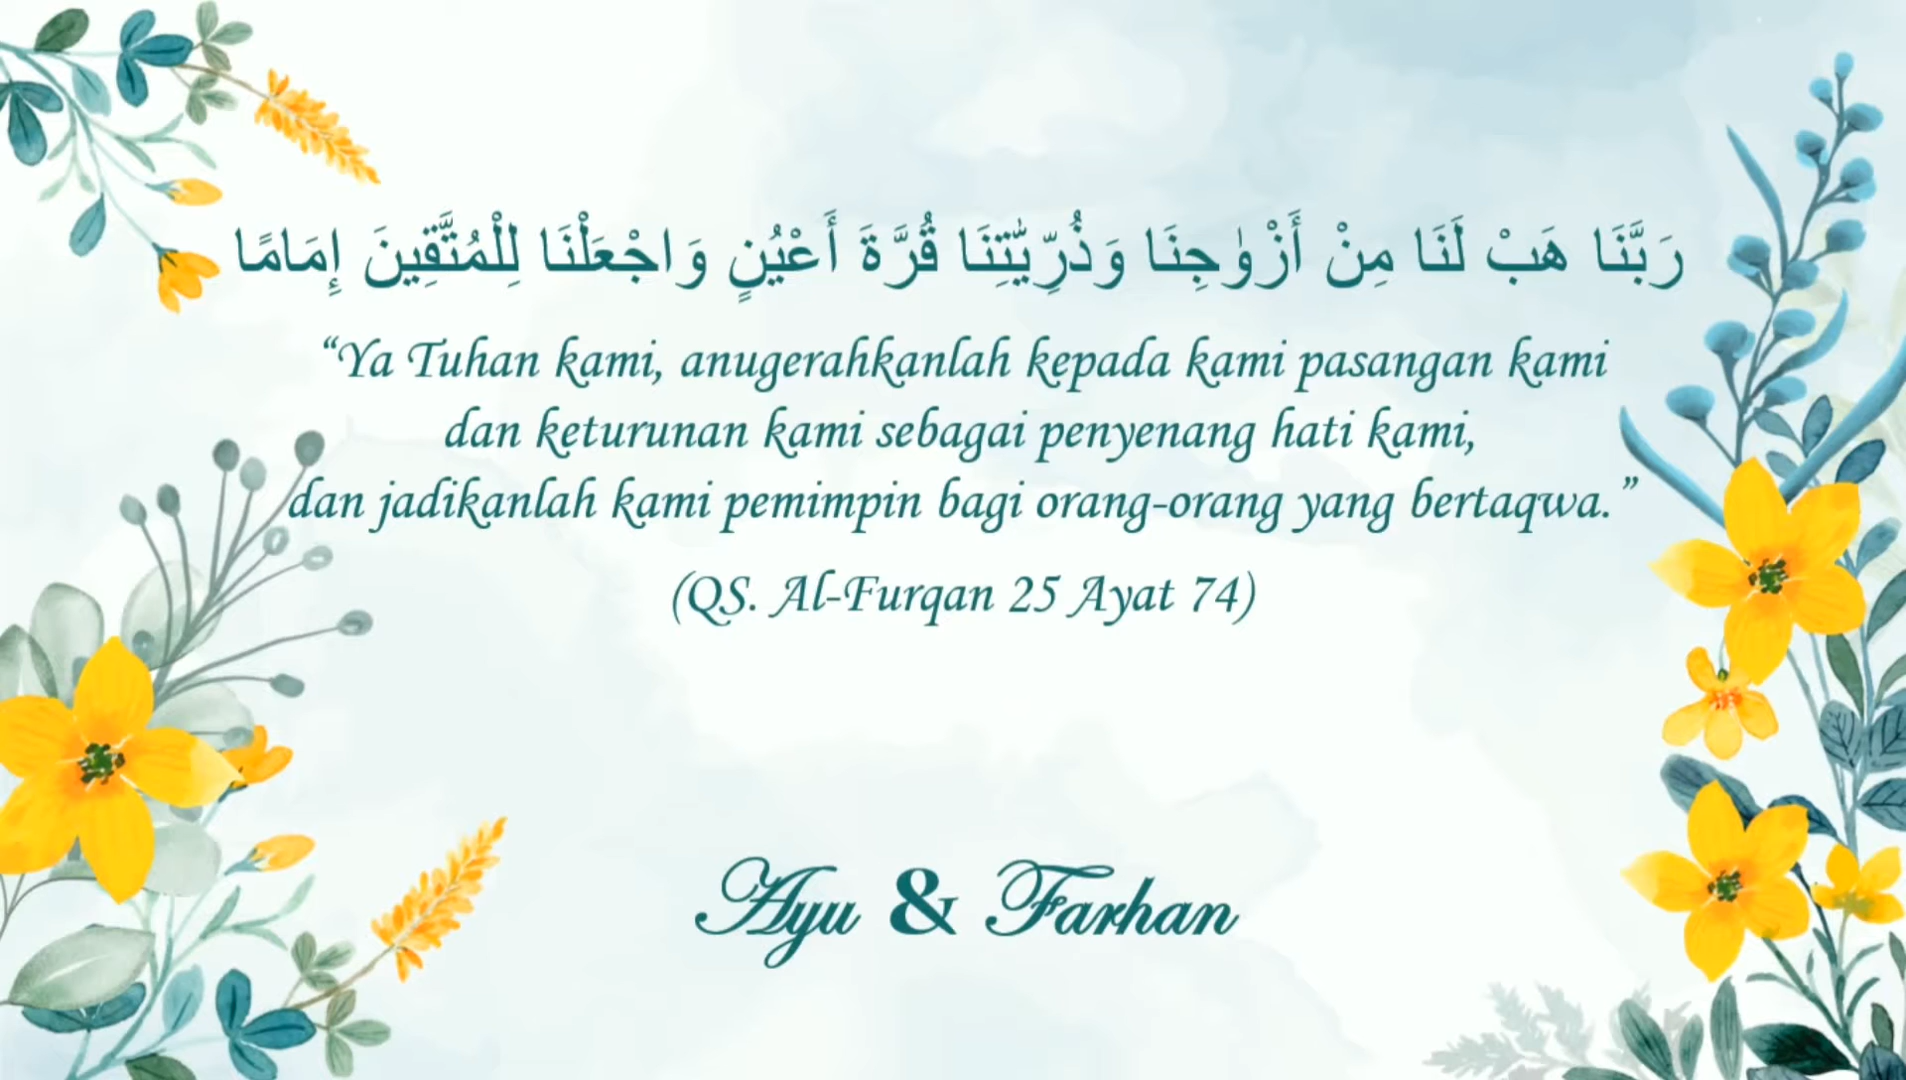 رَبَّنَا هَبْ لَنَا مِنْ أَزْوٰجِنَا وَذُرِّيّٰتِنَا قُرَّةَ أَعْيُنٍ وَاجْعَلْنَا لِلْمُتَّقِينَ إِمَامًا
“Ya Tuhan kami, anugerahkanlah kepada kami pasangan kami
dan keturunan kami sebagai penyenang hati kami,
dan jadikanlah kami pemimpin bagi orang-orang yang bertaqwa.”
(QS. Al-Furqan 25 Ayat 74)
Ayu & Farhan